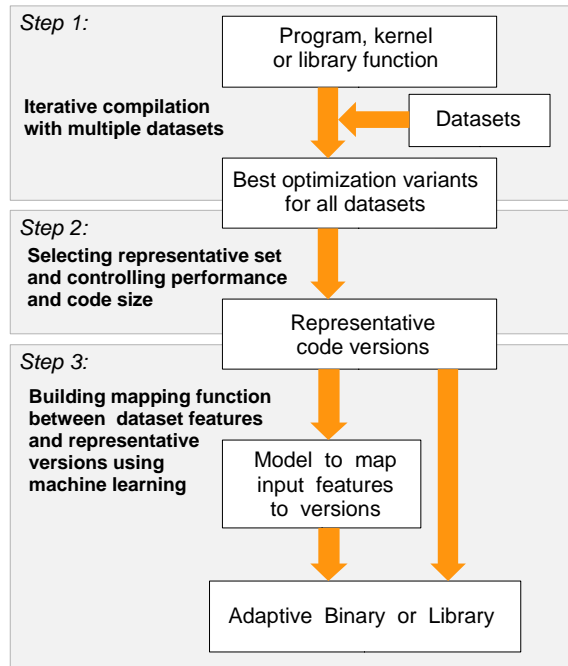 Step 1:
Program, kernel
or library function
Iterative compilation
with multiple datasets
Datasets
Best optimization variants
for all datasets
Step 2:
Selecting representative set
and controlling performance
and code size
Representative
code versions
Step 3:
Building mapping function
between dataset features
and representative
versions using
machine learning
Model to map
input features
to versions
Adaptive Binary or Library